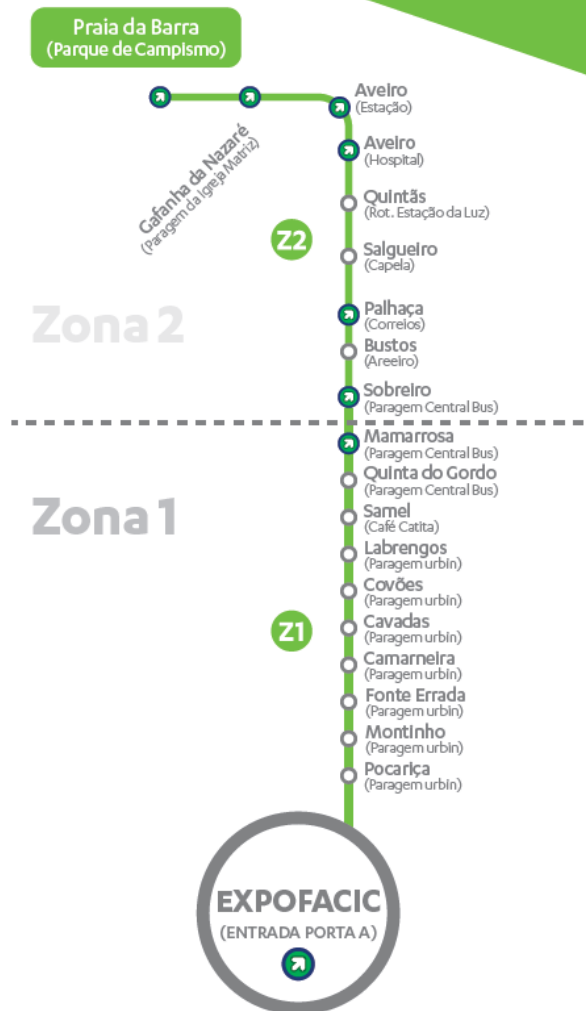 Praia da Barra
(Parque de Campismo)
Aveiro
(Estação)
Gafanha da Nazaré
(Paragem da Igreja Matriz)
Aveiro
(Hospital)
Quintãs
(Rot. Estação da Luz)
Z2
Salgueiro
(Capela)
Zona 2
Palhaça
(Correios)
Bustos
(Areeiro)
Sobreiro
(Paragem Central Bus)
Mamarrosa
(Paragem Central Bus)
Quinta do Gordo
(Paragem Central Bus)
Zona 1
Samel
(Café Catita)
Labrengos
(Paragem urbin)
Covões
(Paragem urbin)
Z1
Cavadas
(Paragem urbin)
Camarneira
(Paragem urbin)
Fonte Errada
(Paragem urbin)
Montinho
(Paragem urbin)
Pocariça
(Paragem urbin)
EXPOFACIC
(ENTRADA PORTA A)